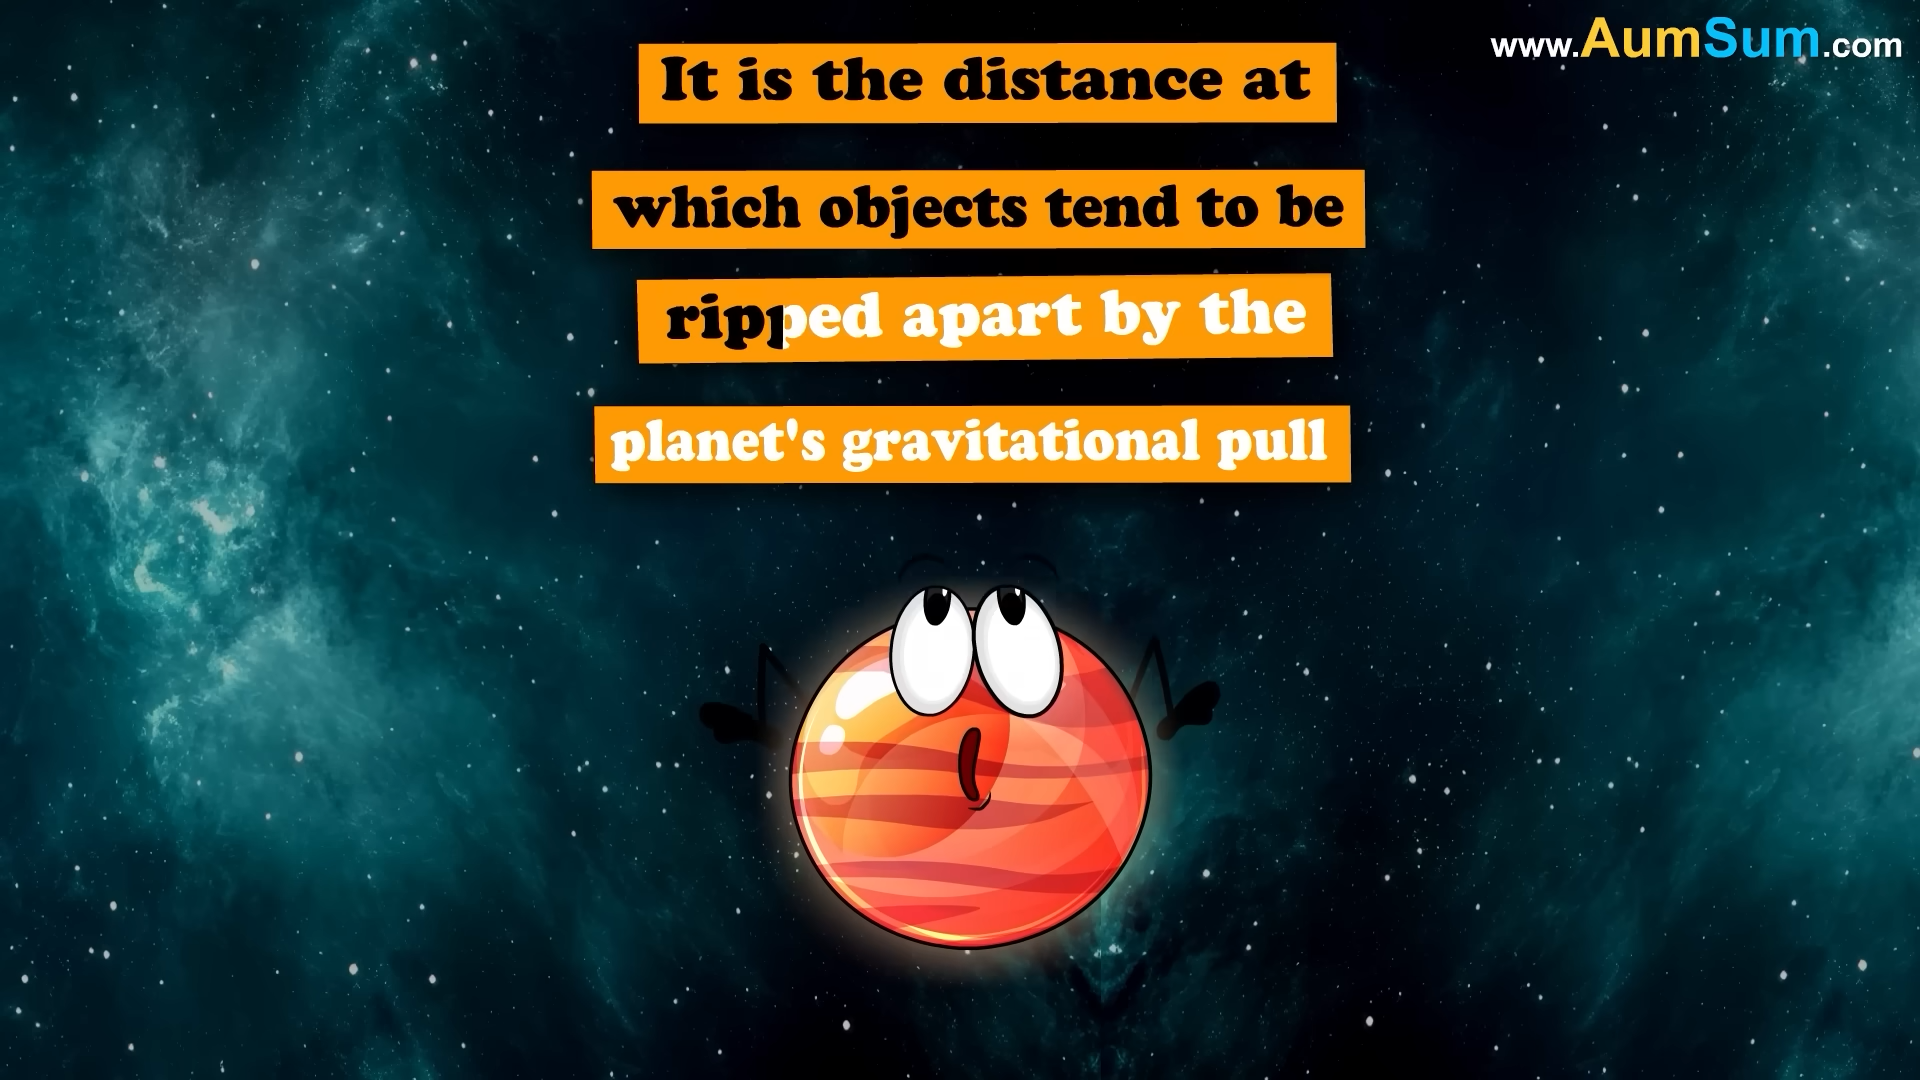 www.AumSum.com
It is the distance at
which objects tend to be
ripped apart by the
planet's gravitational pull